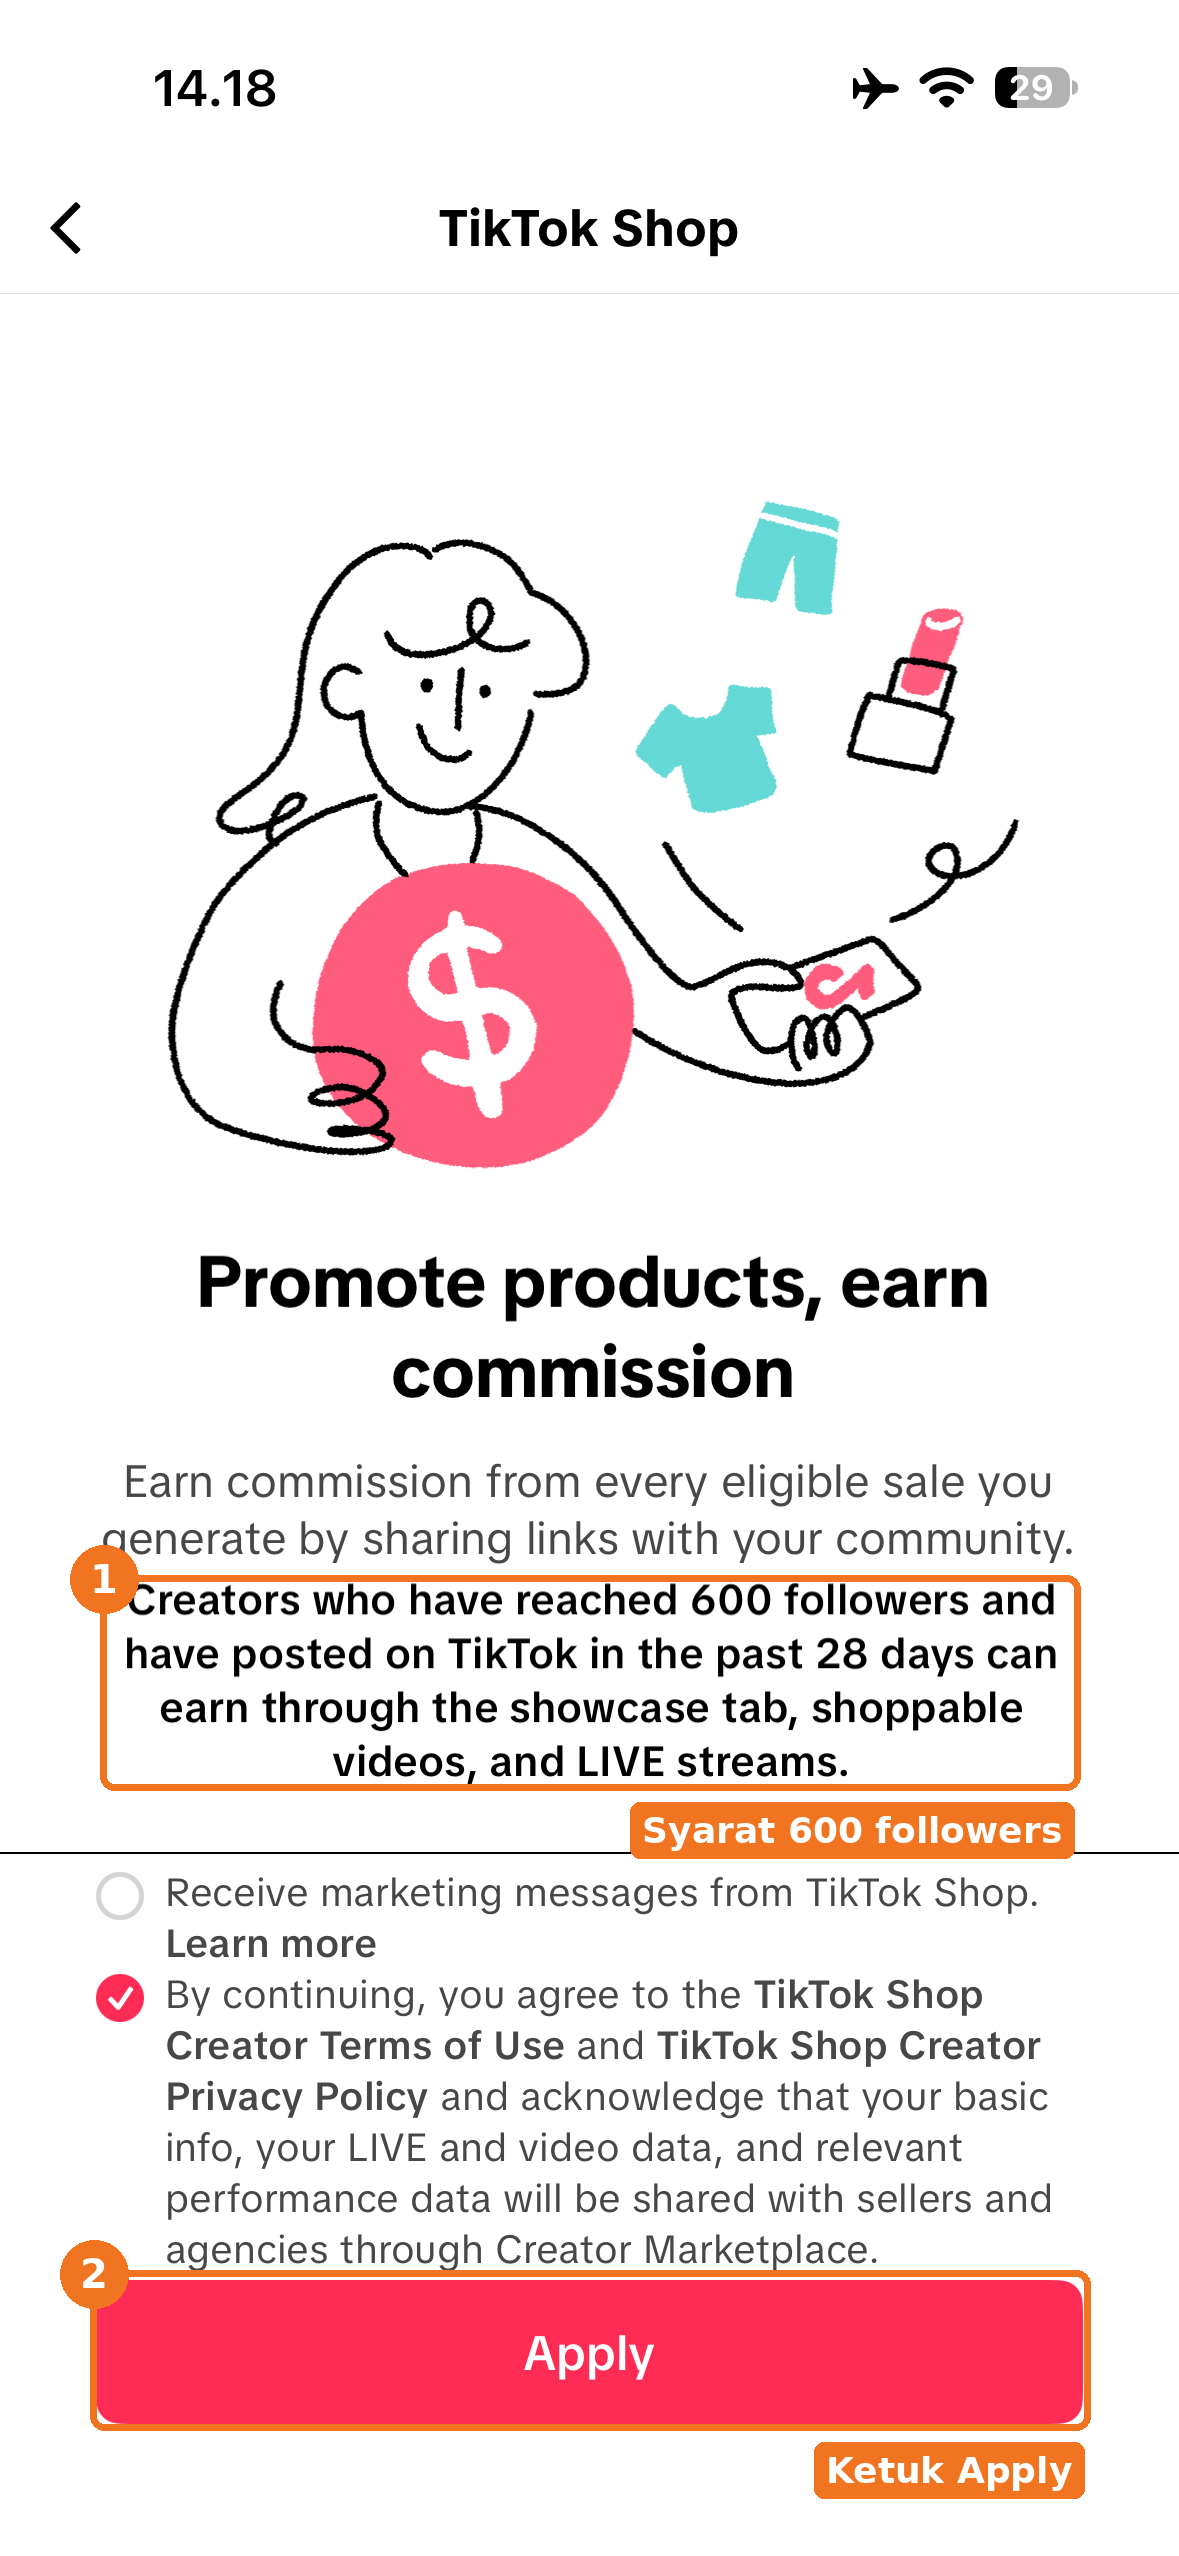 14.18
29
TikTok Shop
$
Promote products, earn
commission
Earn commission from every eligible sale you
generate by sharing links with your community.
1
Creators who have reached 600 followers and
have posted on TikTok in the past 28 days can
earn through the showcase tab, shoppable
videos, and LIVE streams.
Syarat 600 followers
Receive marketing messages from TikTok Shop.
Learn more
By continuing, you agree to the TikTok Shop
Creator Terms of Use and TikTok Shop Creator
Privacy Policy and acknowledge that your basic
info, your LIVE and video data, and relevant
performance data will be shared with sellers and
agencies through Creator Marketplace.
2
Apply
Ketuk Apply